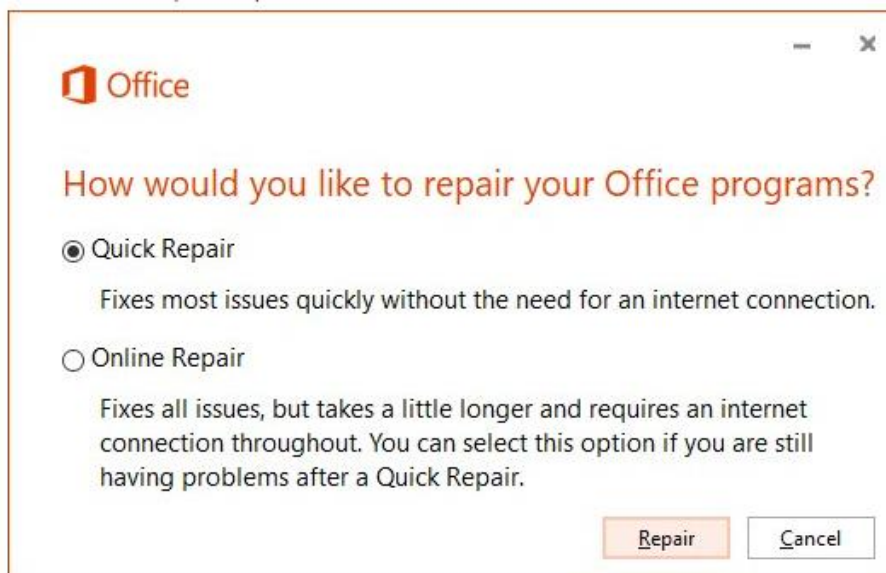 Office
How would you like to repair your Office programs?
Quick Repair
Fixes most issues quickly without the need for an internet connection.
Online Repair
Fixes all issues, but takes a little longer and requires an internet
connection throughout. You can select this option if you are still
having problems after a Quick Repair.
Repair Cancel